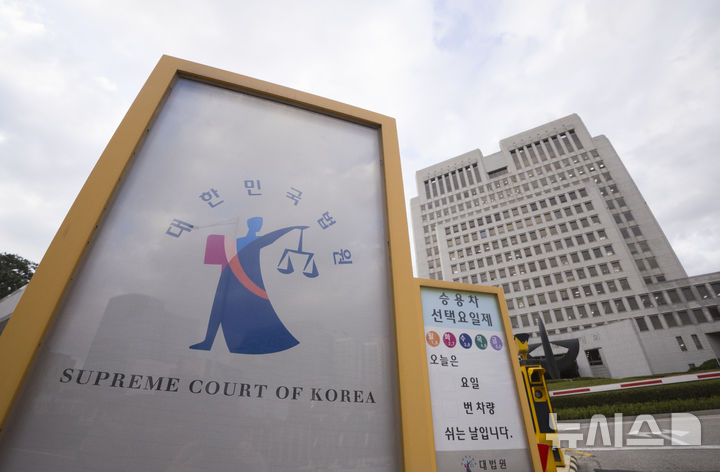 대한민국법원
SUPREME COURT OF KOREA
승용차
선택요일제
오늘은
요일
번 차량
쉬는 날입니다.
대법원
뉴시스